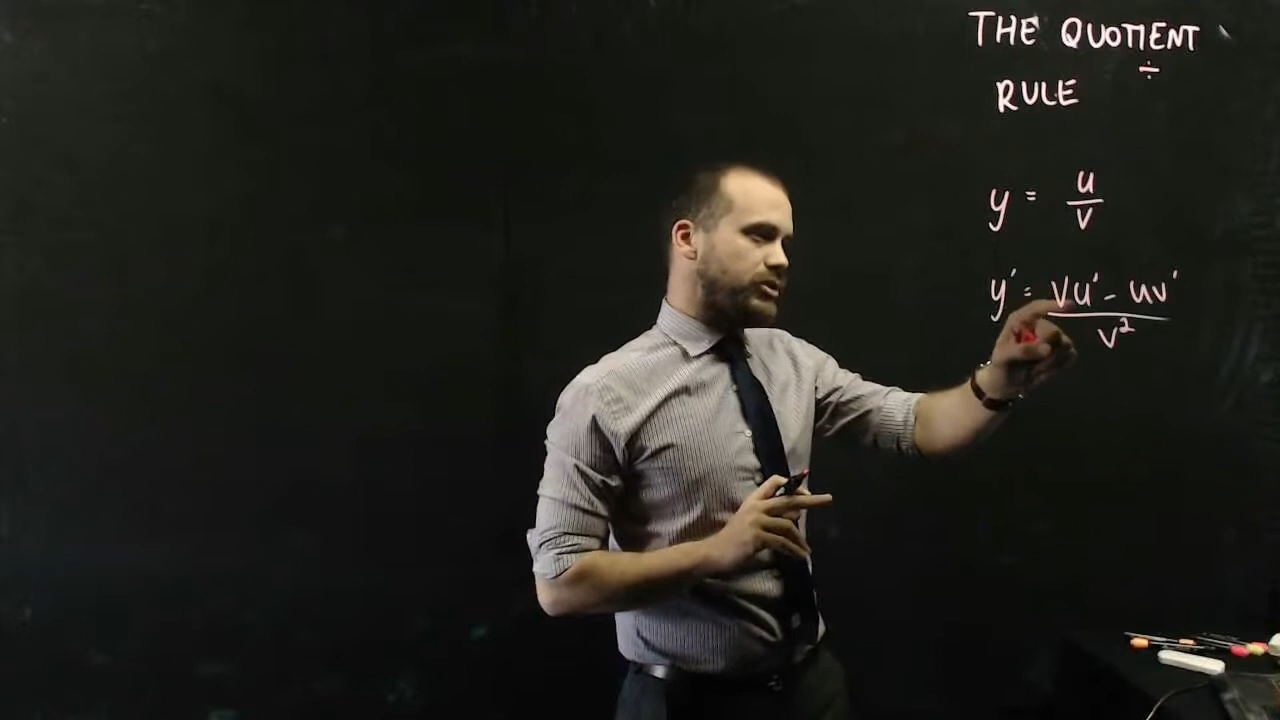 THE QUOTIENT
÷
RULE
y = u/v
y' = vu' - uv'/v²